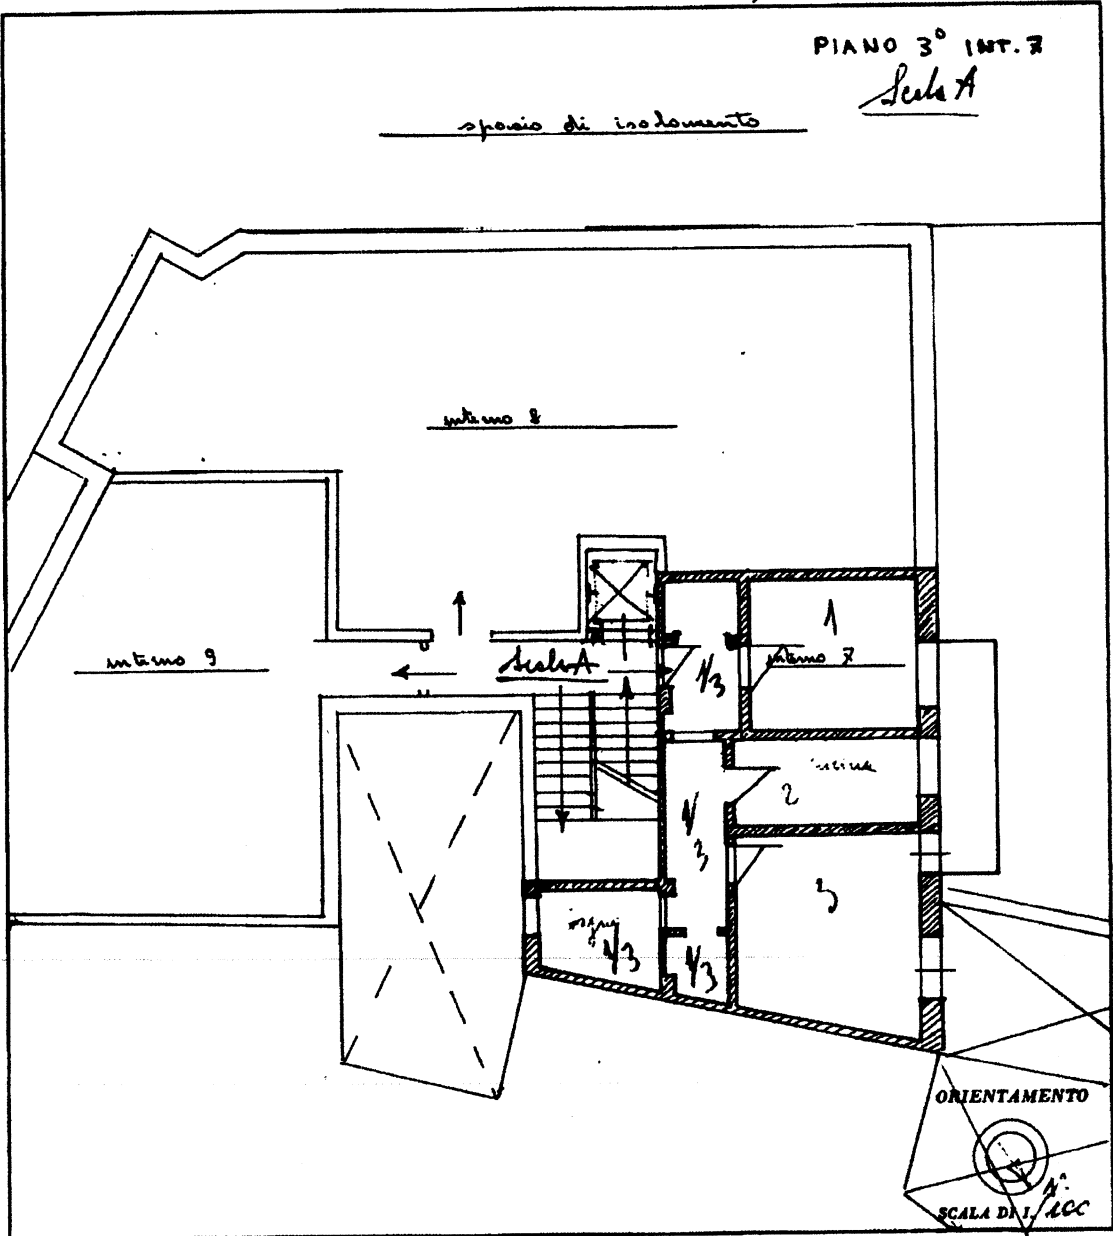 PIANO 3° INT. 7
Scala A
spazio di isolamento
interno 8
interno 9
Scala A
1
interno 7
1/3
cucina
2
1/3
3
bagni
1/3
1/3
ORIENTAMENTO
SCALA DI 1: